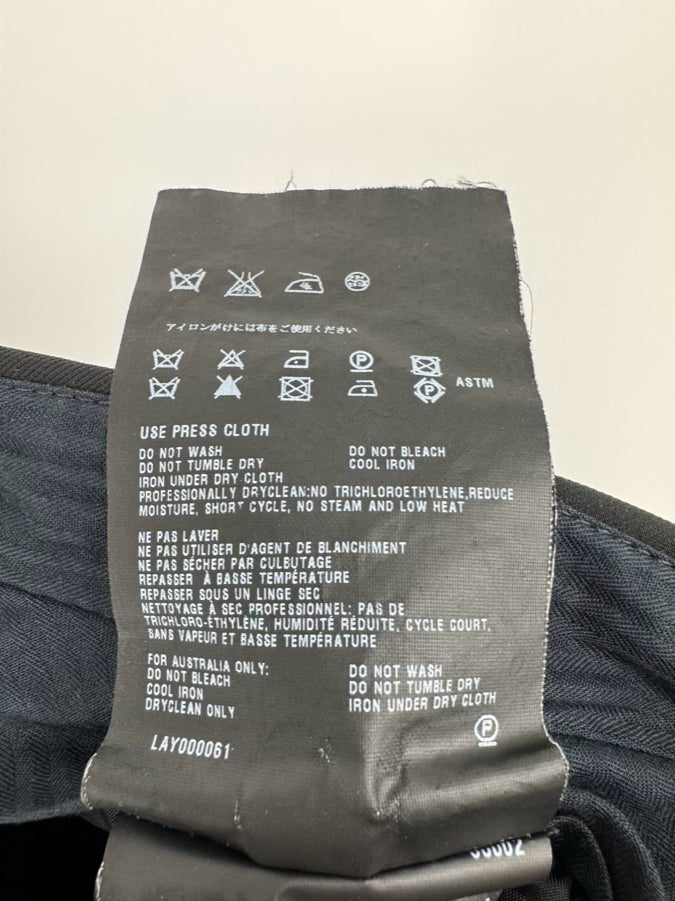 アイロンがけには布をご使用ください
P
ASTM
P
USE PRESS CLOTH
DO NOT WASH DO NOT BLEACH
DO NOT TUMBLE DRY COOL IRON
IRON UNDER DRY CLOTH
PROFESSIONALLY DRYCLEAN:NO TRICHLOROETHYLENE,REDUCE
MOISTURE, SHORT CYCLE, NO STEAM AND LOW HEAT
NE PAS LAVER
NE PAS UTILISER D'AGENT DE BLANCHIMENT
NE PAS SÉCHER PAR CULBUTAGE
REPASSER À BASSE TEMPÉRATURE
REPASSER SOUS UN LINGE SEC
NETTOYAGE À SEC PROFESSIONNEL: PAS DE
TRICHLORO-ÉTHYLÈNE, HUMIDITÉ RÉDUITE, CYCLE COURT,
SANS VAPEUR ET BASSE TEMPÉRATURE
FOR AUSTRALIA ONLY: DO NOT WASH
DO NOT BLEACH DO NOT TUMBLE DRY
COOL IRON IRON UNDER DRY CLOTH
DRYCLEAN ONLY
P
LAY000061